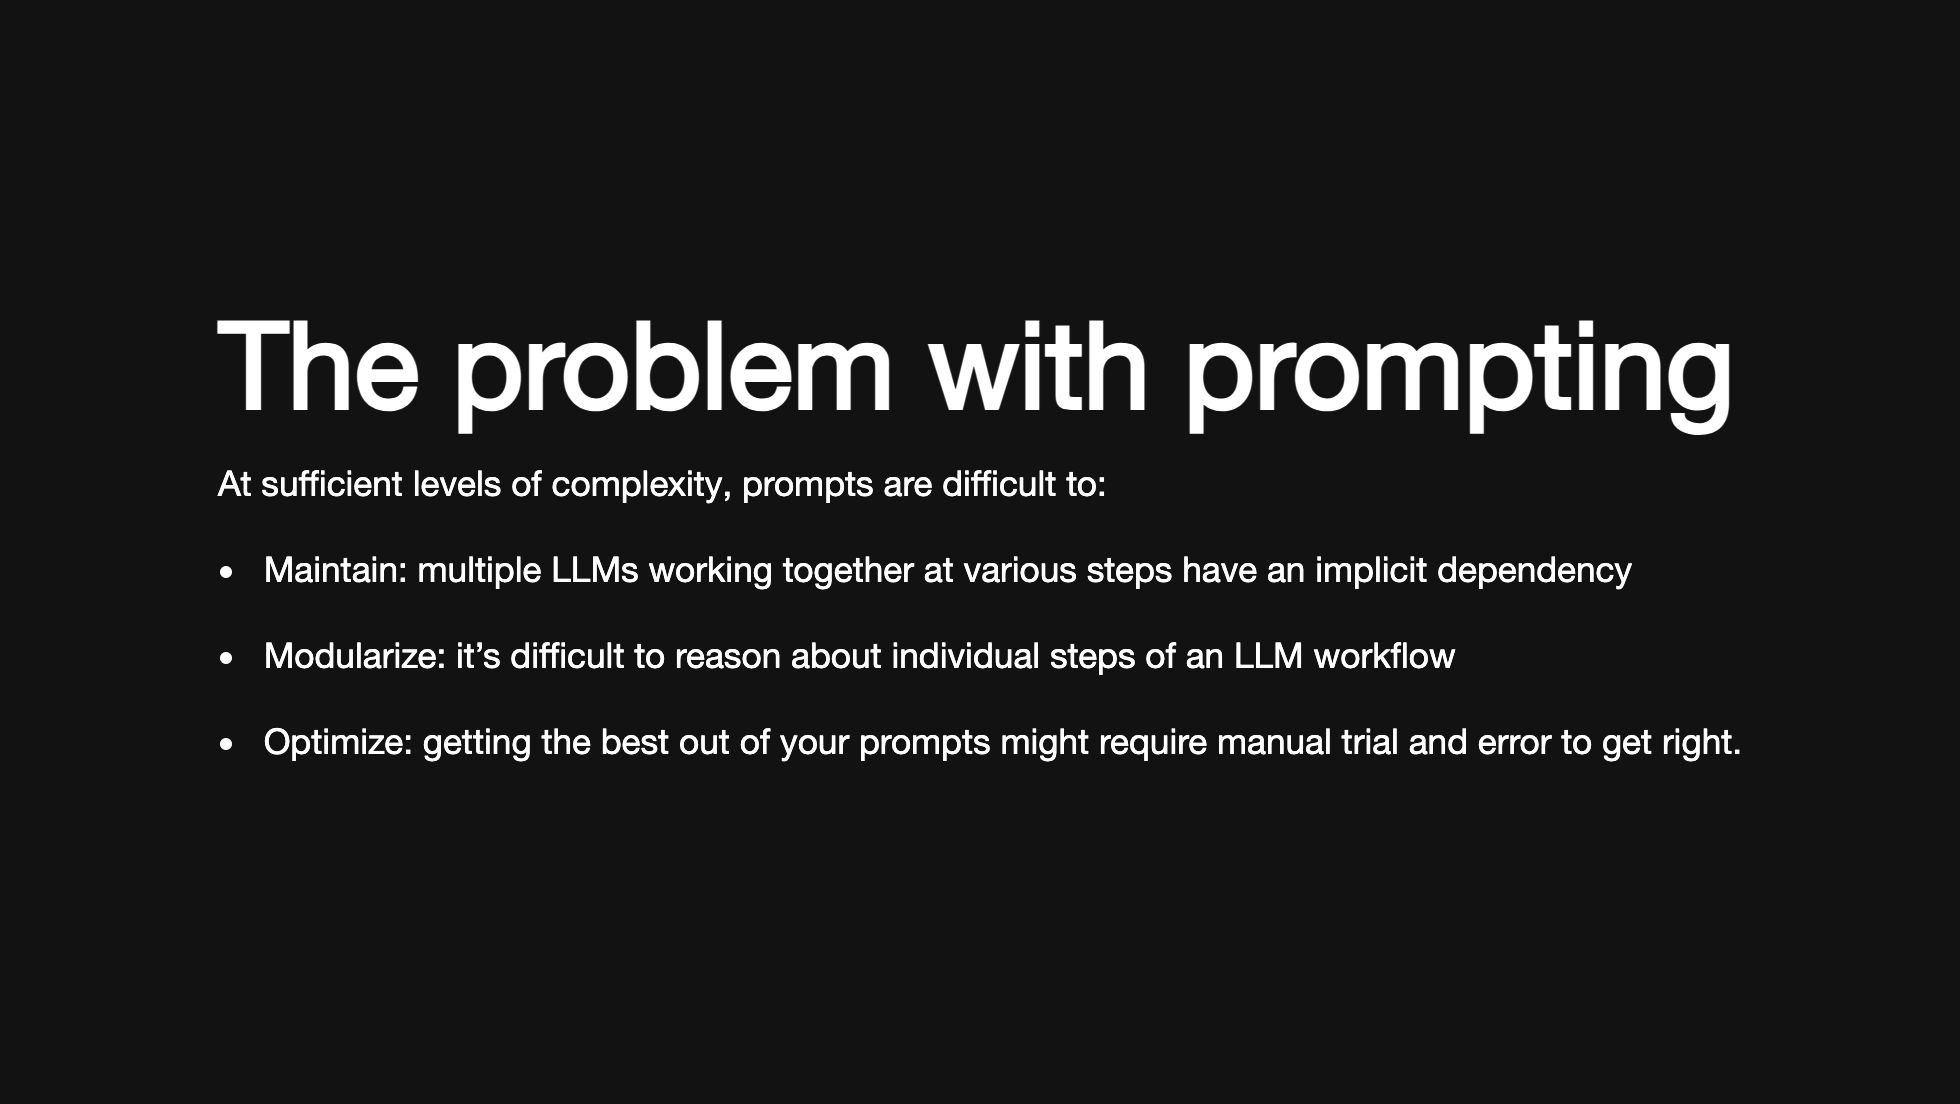 The problem with prompting
At sufficient levels of complexity, prompts are difficult to:
• Maintain: multiple LLMs working together at various steps have an implicit dependency
• Modularize: it’s difficult to reason about individual steps of an LLM workflow
• Optimize: getting the best out of your prompts might require manual trial and error to get right.